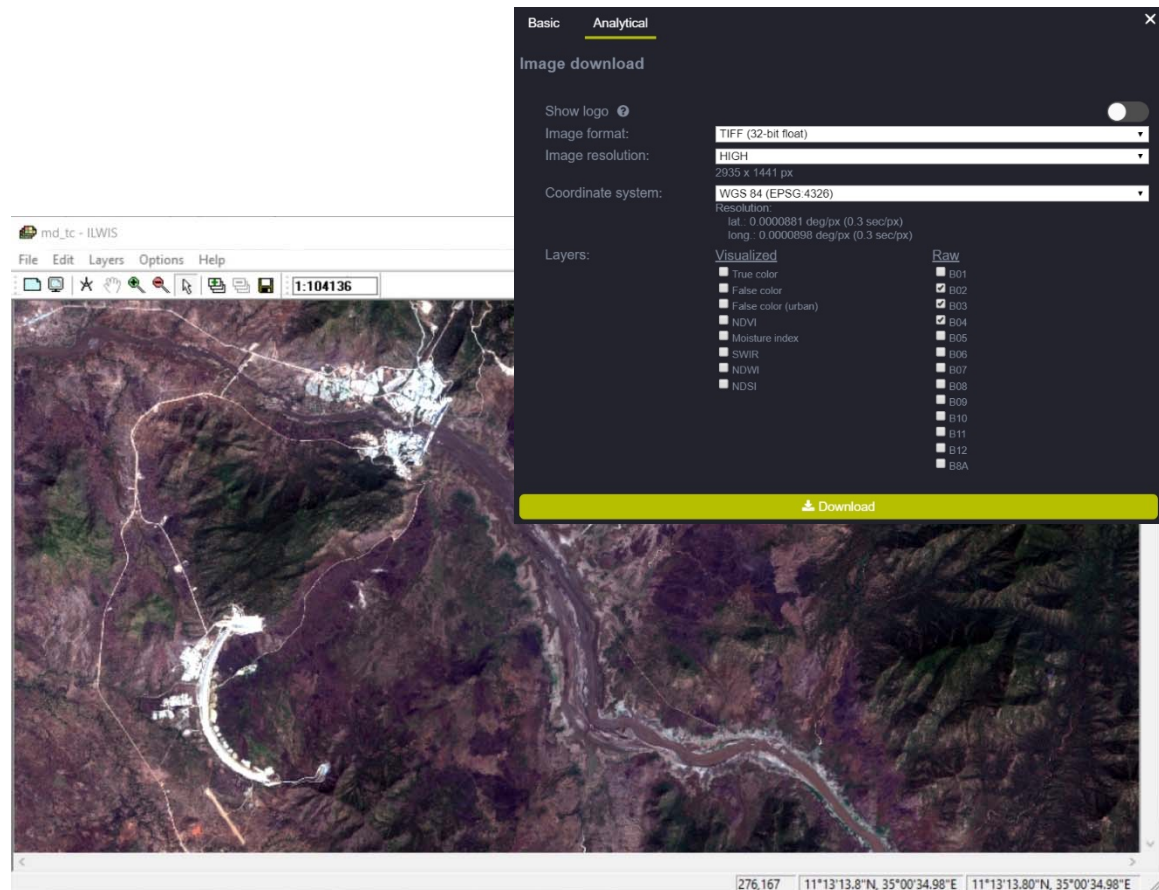 Basic Analytical ×
Image download
Show logo ?
Image format: TIFF (32-bit float)
Image resolution: HIGH
2935 x 1441 px
Coordinate system: WGS 84 (EPSG:4326)
Resolution:
lat.: 0.0000881 deg/px (0.3 sec/px)
long.: 0.0000898 deg/px (0.3 sec/px)
Layers: Visualized Raw
True color B01
False color B02
False color (urban) B03
NDVI B04
Moisture index B05
SWIR B06
NDWI B07
NDSI B08
B09
B10
B11
B12
B8A
Download
md_tc - ILWIS
File Edit Layers Options Help
1:104136
276,167 11°13'13.8"N, 35°00'34.98"E 11°13'13.80"N, 35°00'34.98"E